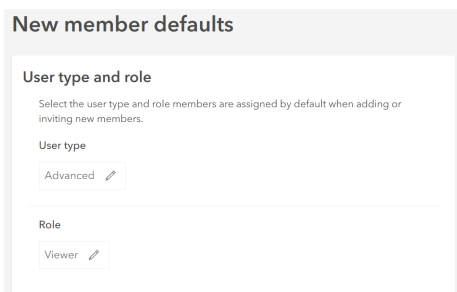 New member defaults
User type and role
Select the user type and role members are assigned by default when adding or
inviting new members.
User type
Advanced
Role
Viewer